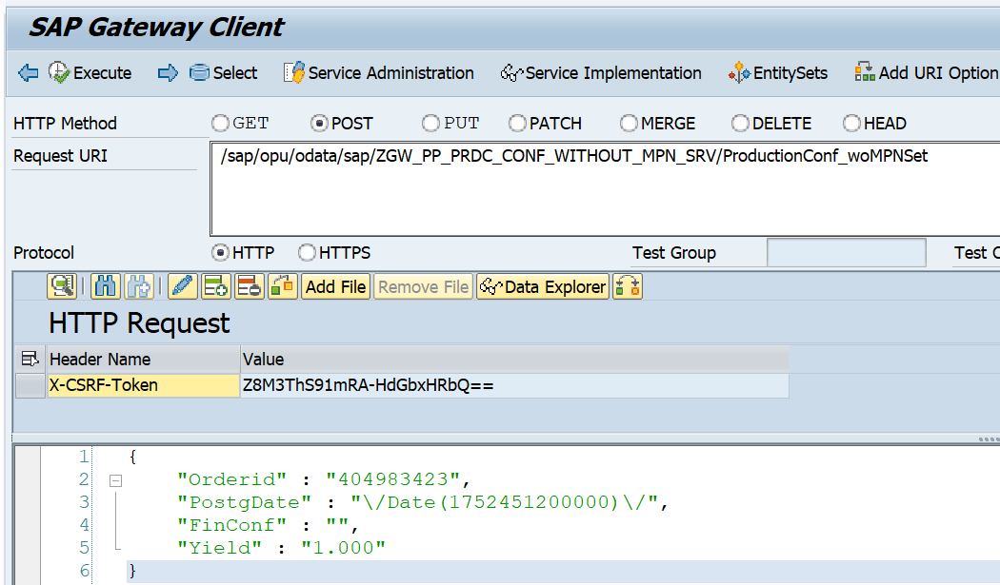 SAP Gateway Client
Execute Select Service Administration Service Implementation EntitySets Add URI Option
HTTP Method GET POST PUT PATCH MERGE DELETE HEAD
Request URI /sap/opu/odata/sap/ZGW_PP_PRDC_CONF_WITHOUT_MPN_SRV/ProductionConf_woMPNSet
Protocol HTTP HTTPS Test Group Test C
Add File Remove File Data Explorer
HTTP Request
Header Name Value
X-CSRF-Token Z8M3ThS91mRA-HdGbxHRbQ==
1 {
2 "Orderid" : "404983423",
3 "PostgDate" : "\/Date(1752451200000)\/",
4 "FinConf" : "",
5 "Yield" : "1.000"
6 }